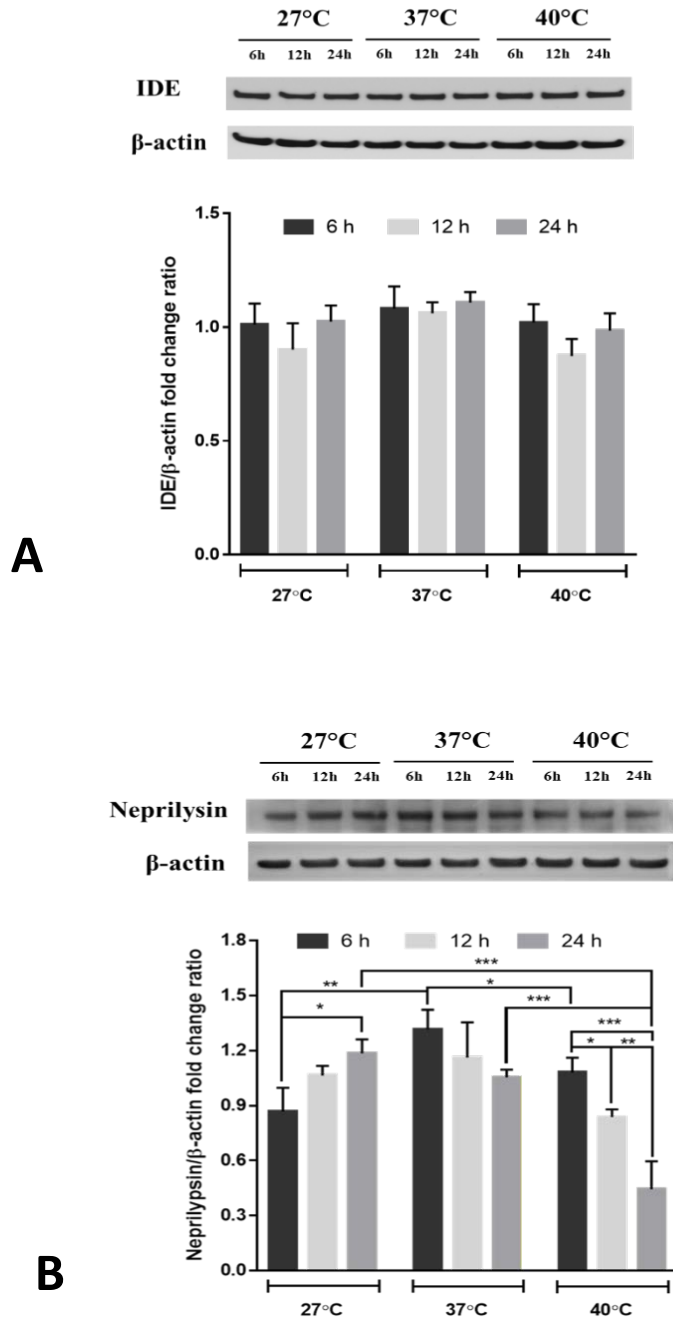 27°C 37°C 40°C
6h 12h 24h 6h 12h 24h 6h 12h 24h
IDE
β-actin
1.5
6 h 12 h 24 h
1.0
0.5
0.0
IDE/β-actin fold change ratio
27°C 37°C 40°C
A
27°C 37°C 40°C
6h 12h 24h 6h 12h 24h 6h 12h 24h
Neprilysin
β-actin
1.8
6 h 12 h 24 h
***
1.5
** * ***
* ***
1.2
* **
0.9
0.6
0.3
0.0
Neprilypsin/β-actin fold change ratio
27°C 37°C 40°C
B